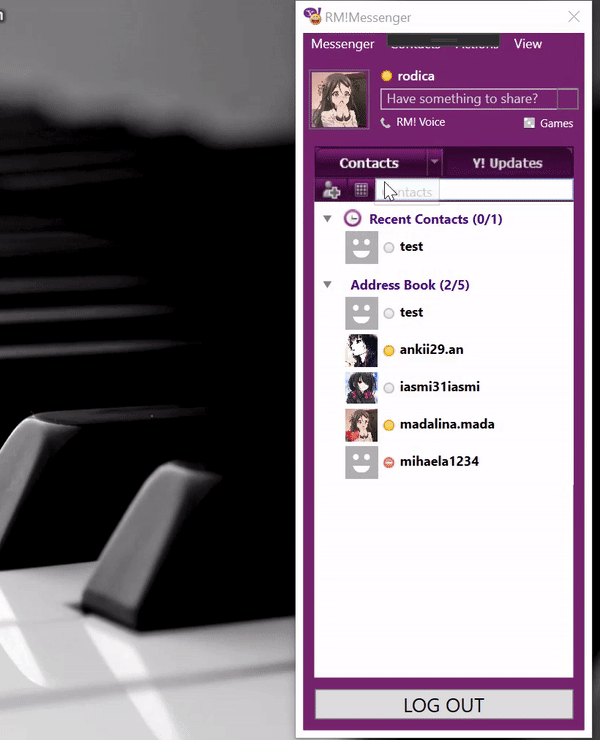 RM!Messenger
Messenger Contacts Actions View
rodica
Have something to share?
RM! Voice Games
Contacts Y! Updates
Contacts
Recent Contacts (0/1)
test
Address Book (2/5)
test
ankii29.an
iasmi31iasmi
madalina.mada
mihaela1234
LOG OUT